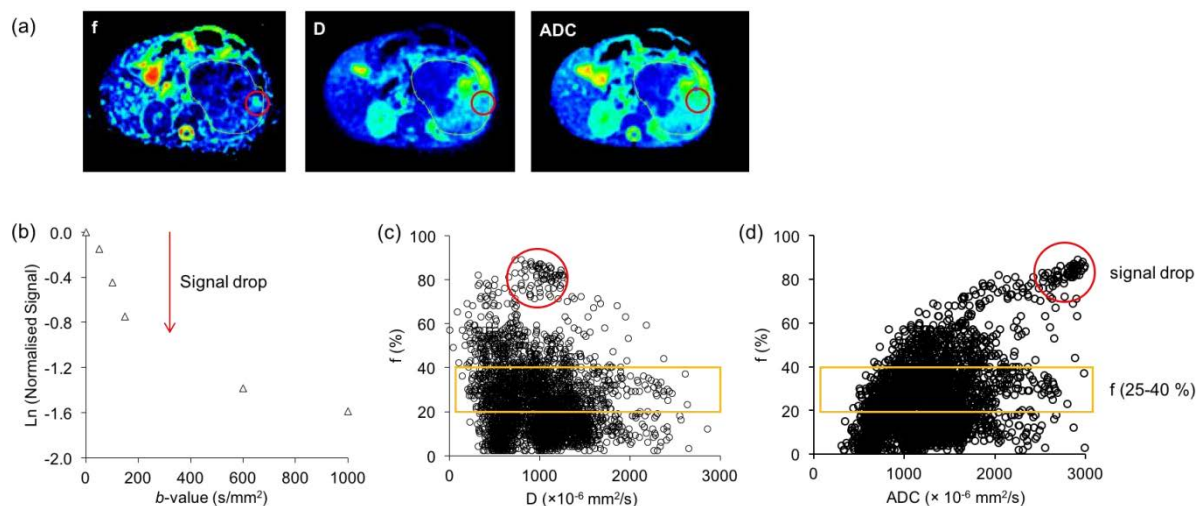 (a)
f
D
ADC
(b)
0.0
-0.4
-0.8
-1.2
-1.6
-2.0
Ln (Normalised Signal)
Signal drop
0 200 400 600 800 1000
b-value (s/mm²)
(c)
100
80
60
40
20
0
f (%)
0 1000 2000 3000
D (×10⁻⁶ mm²/s)
(d)
100
80
60
40
20
0
f (%)
0 1000 2000 3000
ADC (× 10⁻⁶ mm²/s)
signal drop
f (25-40 %)